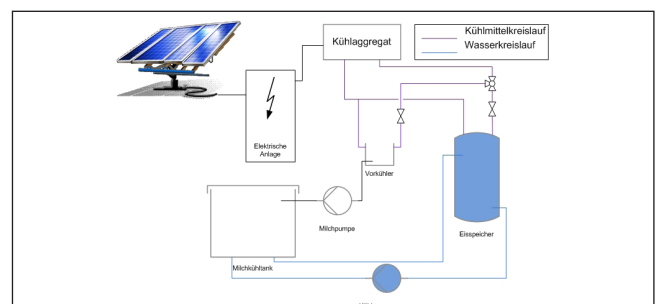 Kühlaggregat
Kühlmittelkreislauf
Wasserkreislauf
Elektrische
Anlage
Vorkühler
Milchpumpe
Eisspeicher
Milchkühltank